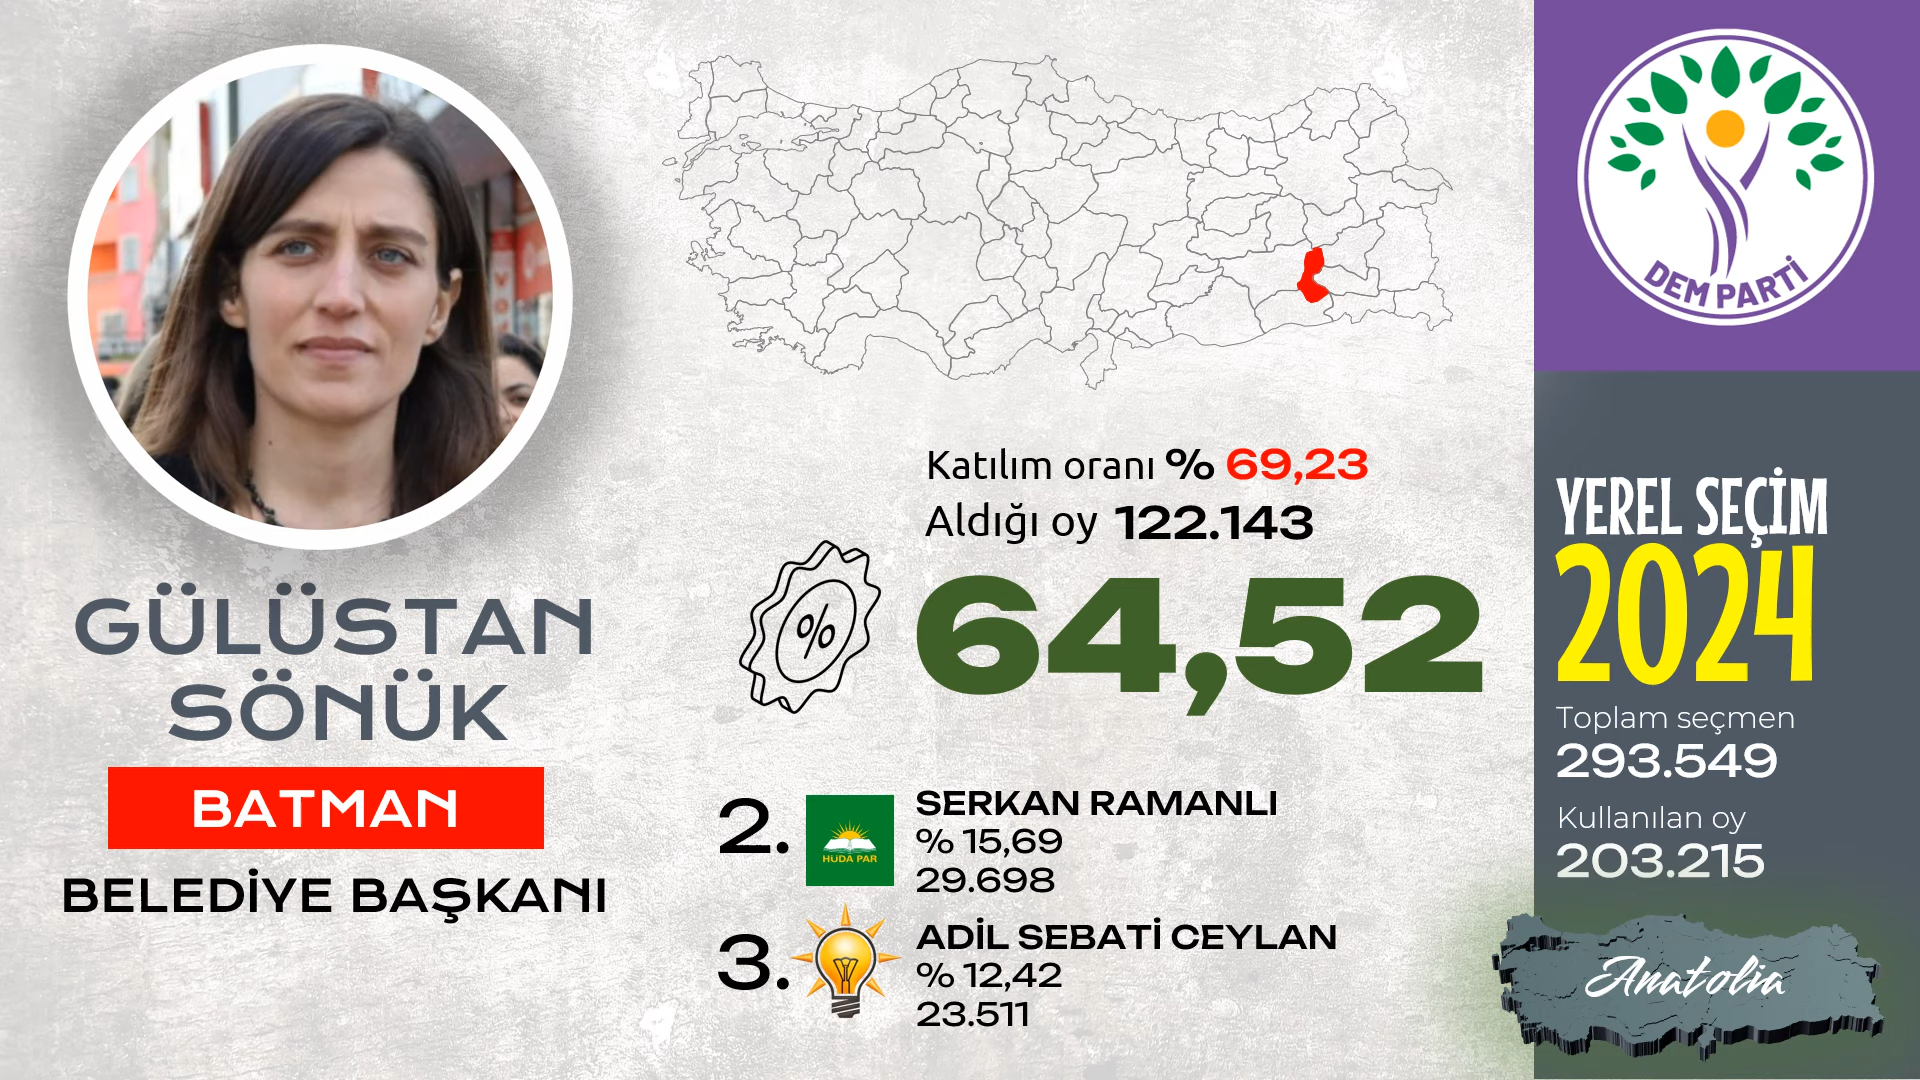 GÜLÜSTAN
SÖNÜK
BATMAN
BELEDİYE BAŞKANI
Katılım oranı % 69,23
Aldığı oy 122.143
%
64,52
2.
HÜDA PAR
SERKAN RAMANLI
% 15,69
29.698
3.
ADİL SEBATİ CEYLAN
% 12,42
23.511
DEM PARTİ
YEREL SEÇİM
2024
Toplam seçmen
293.549
Kullanılan oy
203.215
Anatolia